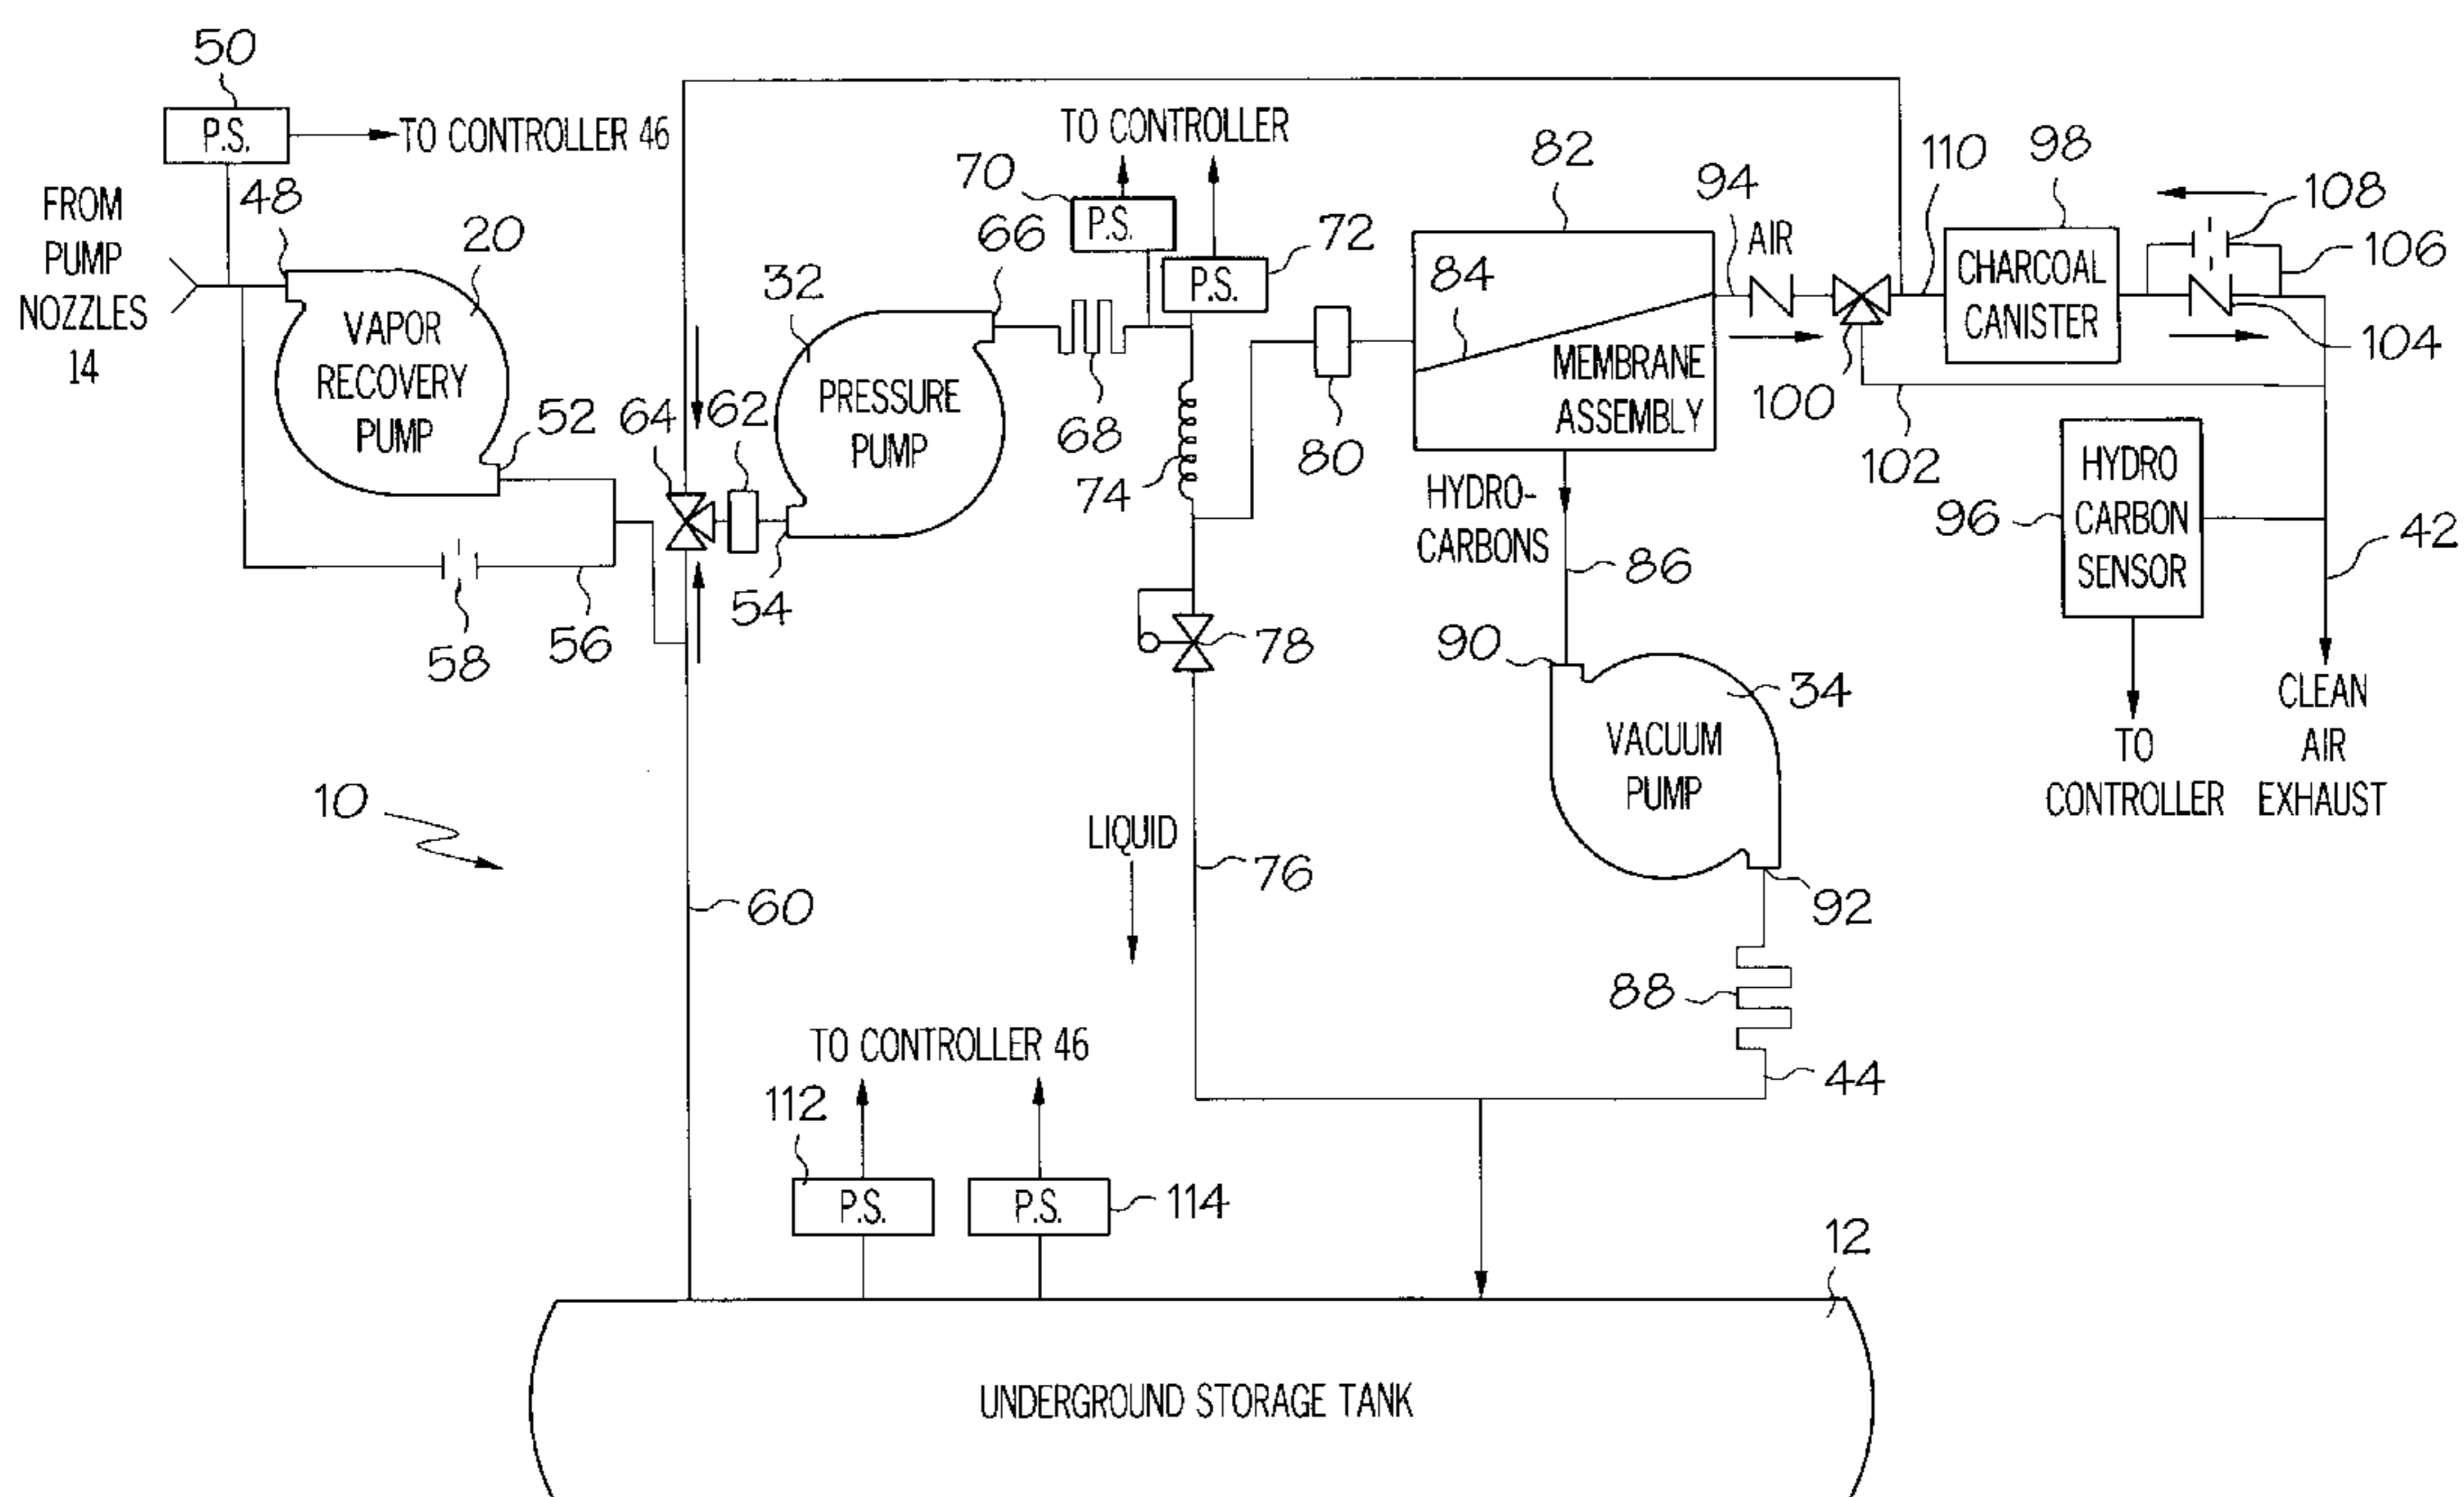 50
P.S.
TO CONTROLLER 46
FROM
PUMP
NOZZLES
14
48
20
VAPOR
RECOVERY
PUMP
52
58
56
64
62
54
32
PRESSURE
PUMP
66
68
TO CONTROLLER
70
P.S.
72
P.S.
74
78
76
LIQUID
80
82
84
MEMBRANE
ASSEMBLY
HYDRO-
CARBONS
86
90
34
VACUUM
PUMP
92
88
44
94
AIR
100
102
110
98
CHARCOAL
CANISTER
108
106
104
96
HYDRO
CARBON
SENSOR
TO
CONTROLLER
42
CLEAN
AIR
EXHAUST
10
60
TO CONTROLLER 46
112
P.S.
P.S.
114
12
UNDERGROUND STORAGE TANK